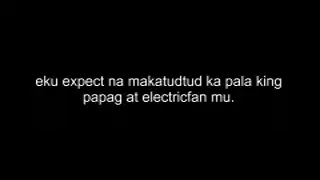 eku expect na makatudtud ka pala king
papag at electricfan mu.